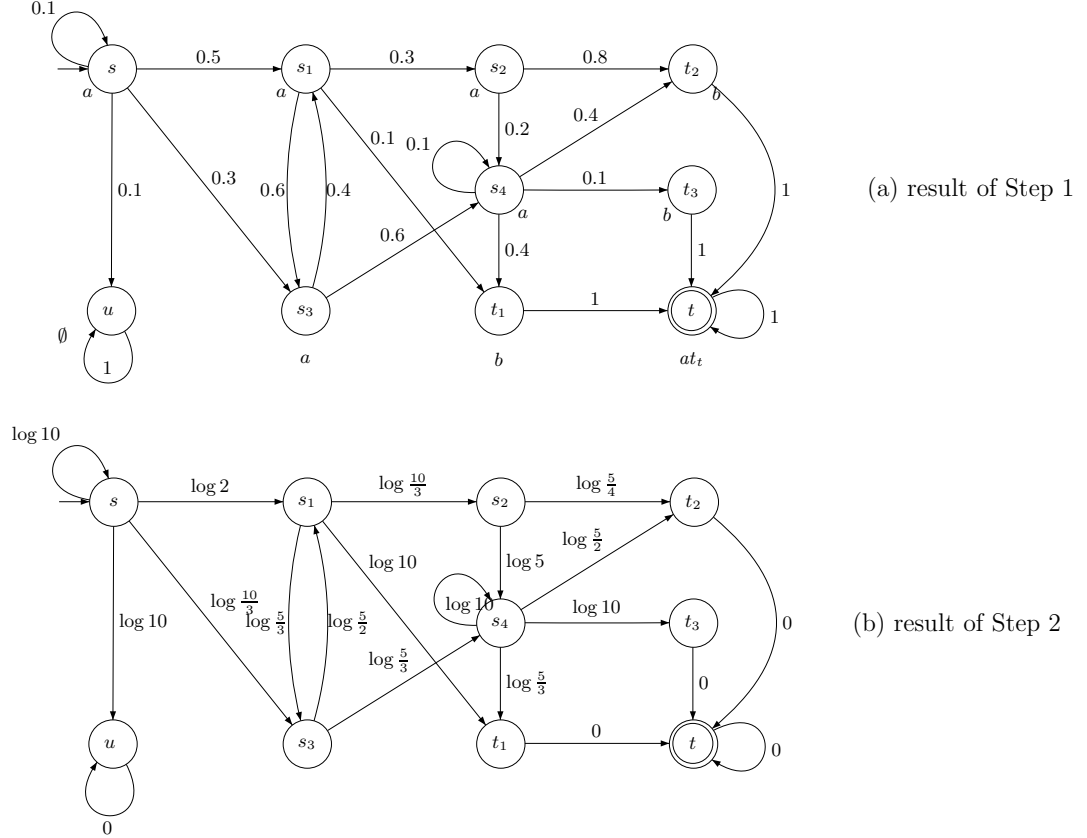 0.1
s
0.5
s₁
0.3
s₂
0.8
t₂
a
a
a
b
0.1
0.4
0.1
0.2
0.3
0.6
0.4
s₄
0.1
t₃
a
b
0.1
1
(a) result of Step 1
0.6
0.4
1
u
s₃
t₁
1
t
1
∅
1
a
b
atₜ
log 10
s
log 2
s₁
log 10/3
s₂
log 5/4
t₂
log 10
log 5
log 5/2
log 10/3
log 5/3
log 5/2
log 10
s₄
log 10
t₃
log 10
0
(b) result of Step 2
log 5/3
log 5/3
0
u
s₃
t₁
0
t
0
0